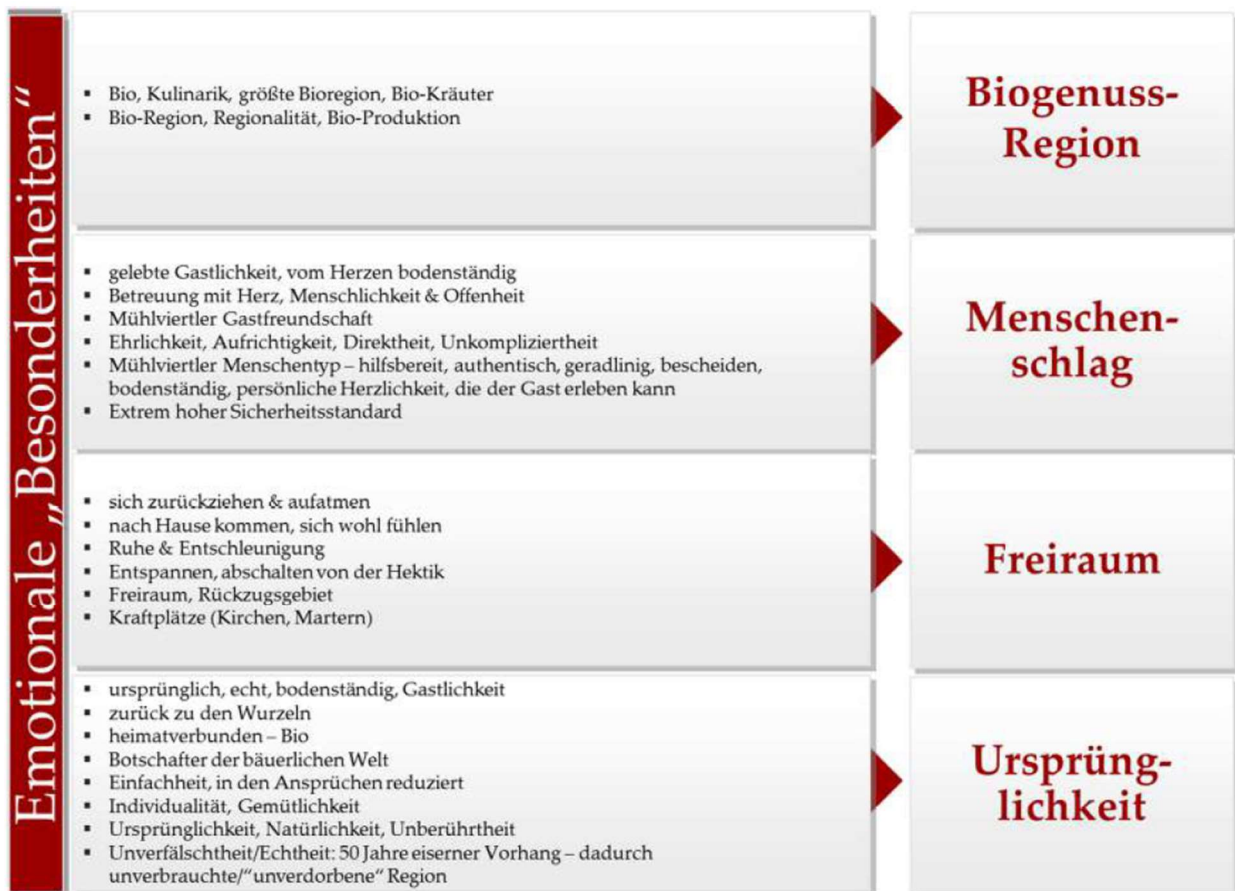 Emotionale „Besonderheiten“
▪ Bio, Kulinarik, größte Bioregion, Bio-Kräuter
▪ Bio-Region, Regionalität, Bio-Produktion
Biogenuss-
Region
▪ gelebte Gastlichkeit, vom Herzen bodenständig
▪ Betreuung mit Herz, Menschlichkeit & Offenheit
▪ Mühlviertler Gastfreundschaft
▪ Ehrlichkeit, Aufrichtigkeit, Direktheit, Unkompliziertheit
▪ Mühlviertler Menschentyp – hilfsbereit, authentisch, geradlinig, bescheiden,
bodenständig, persönliche Herzlichkeit, die der Gast erleben kann
▪ Extrem hoher Sicherheitsstandard
Menschen-
schlag
▪ sich zurückziehen & aufatmen
▪ nach Hause kommen, sich wohl fühlen
▪ Ruhe & Entschleunigung
▪ Entspannen, abschalten von der Hektik
▪ Freiraum, Rückzugsgebiet
▪ Kraftplätze (Kirchen, Martern)
Freiraum
▪ ursprünglich, echt, bodenständig, Gastlichkeit
▪ zurück zu den Wurzeln
▪ heimatverbunden – Bio
▪ Botschafter der bäuerlichen Welt
▪ Einfachheit, in den Ansprüchen reduziert
▪ Individualität, Gemütlichkeit
▪ Ursprünglichkeit, Natürlichkeit, Unberührtheit
▪ Unverfälschtheit/Echtheit: 50 Jahre eiserner Vorhang – dadurch
unverbrauchte/“unverdorbene“ Region
Ursprüng-
lichkeit